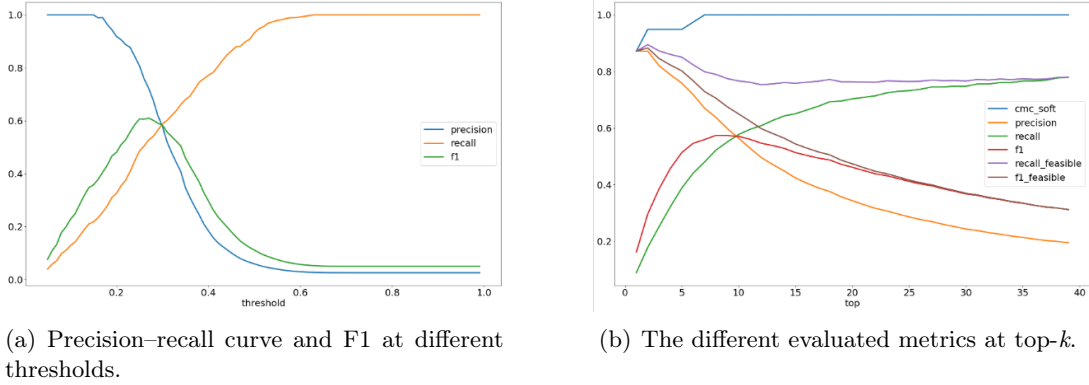 1.0
0.8
0.6
0.4
0.2
0.0
0.2
0.4
0.6
0.8
1.0
threshold
precision
recall
f1
1.0
0.8
0.6
0.4
0.2
0
5
10
15
20
25
30
35
40
top
cmc_soft
precision
recall
f1
recall_feasible
f1_feasible
(a) Precision–recall curve and F1 at different
thresholds.
(b) The different evaluated metrics at top-k.